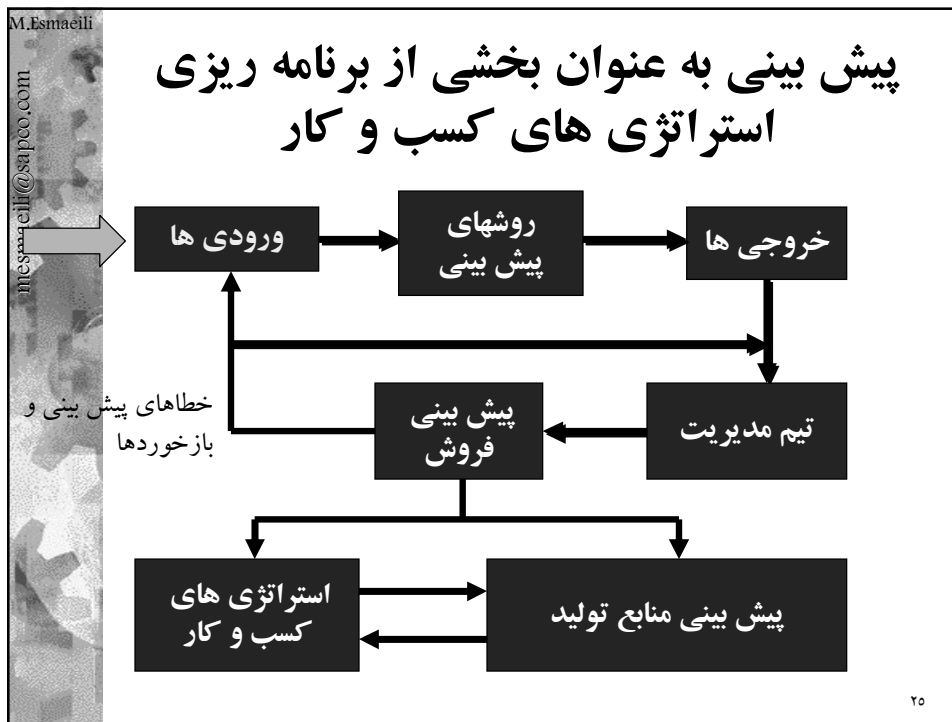 M.Esmaeili
mesmaeili@sapco.com
پیش بینی به عنوان بخشی از برنامه ریزی
استراتژی های کسب و کار
ورودی ها
روشهای
پیش بینی
خروجی ها
خطاهای پیش بینی و
بازخوردها
پیش بینی
فروش
تیم مدیریت
استراتژی های
کسب و کار
پیش بینی منابع تولید
۲۵